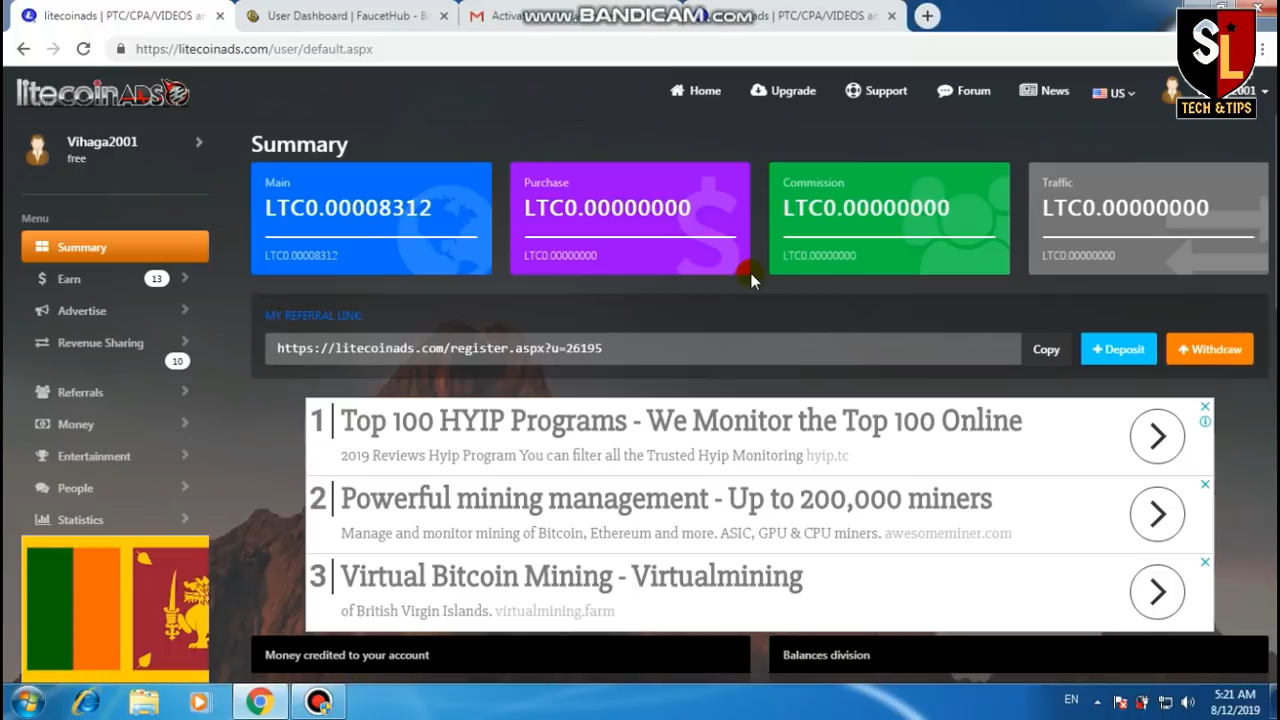 litecoinads | PTC/CPA/VIDEOS an
User Dashboard | FaucetHub - Bi
Activa
www.BANDICAM.com
ds | PTC/CPA/VIDEOS an
https://litecoinads.com/user/default.aspx
SL
TECH & TIPS
litecoinADS
Home
Upgrade
Support
Forum
News
US
001
Vihaga2001
free
Menu
Summary
Earn
13
Advertise
Revenue Sharing
10
Referrals
Money
Entertainment
People
Statistics
Summary
Main
LTC0.00008312
LTC0.00008312
Purchase
LTC0.00000000
LTC0.00000000
Commission
LTC0.00000000
LTC0.00000000
Traffic
LTC0.00000000
LTC0.00000000
MY REFERRAL LINK:
https://litecoinads.com/register.aspx?u=26195
Copy
+ Deposit
Withdraw
1 Top 100 HYIP Programs - We Monitor the Top 100 Online
2019 Reviews Hyip Program You can filter all the Trusted Hyip Monitoring hyip.tc
2 Powerful mining management - Up to 200,000 miners
Manage and monitor mining of Bitcoin, Ethereum and more. ASIC, GPU & CPU miners. awesomeminer.com
3 Virtual Bitcoin Mining - Virtualmining
of British Virgin Islands. virtualmining.farm
Money credited to your account
Balances division
EN
5:21 AM
8/12/2019